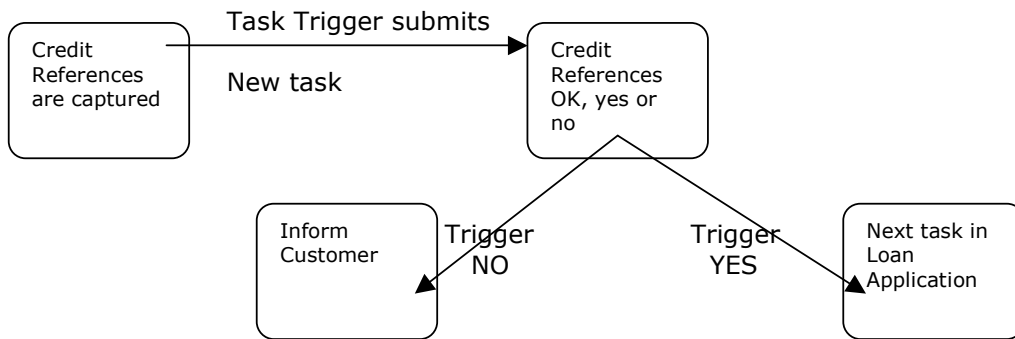 Credit
References
are captured
Task Trigger submits
New task
Credit
References
OK, yes or
no
Inform
Customer
Trigger
NO
Trigger
YES
Next task in
Loan
Application